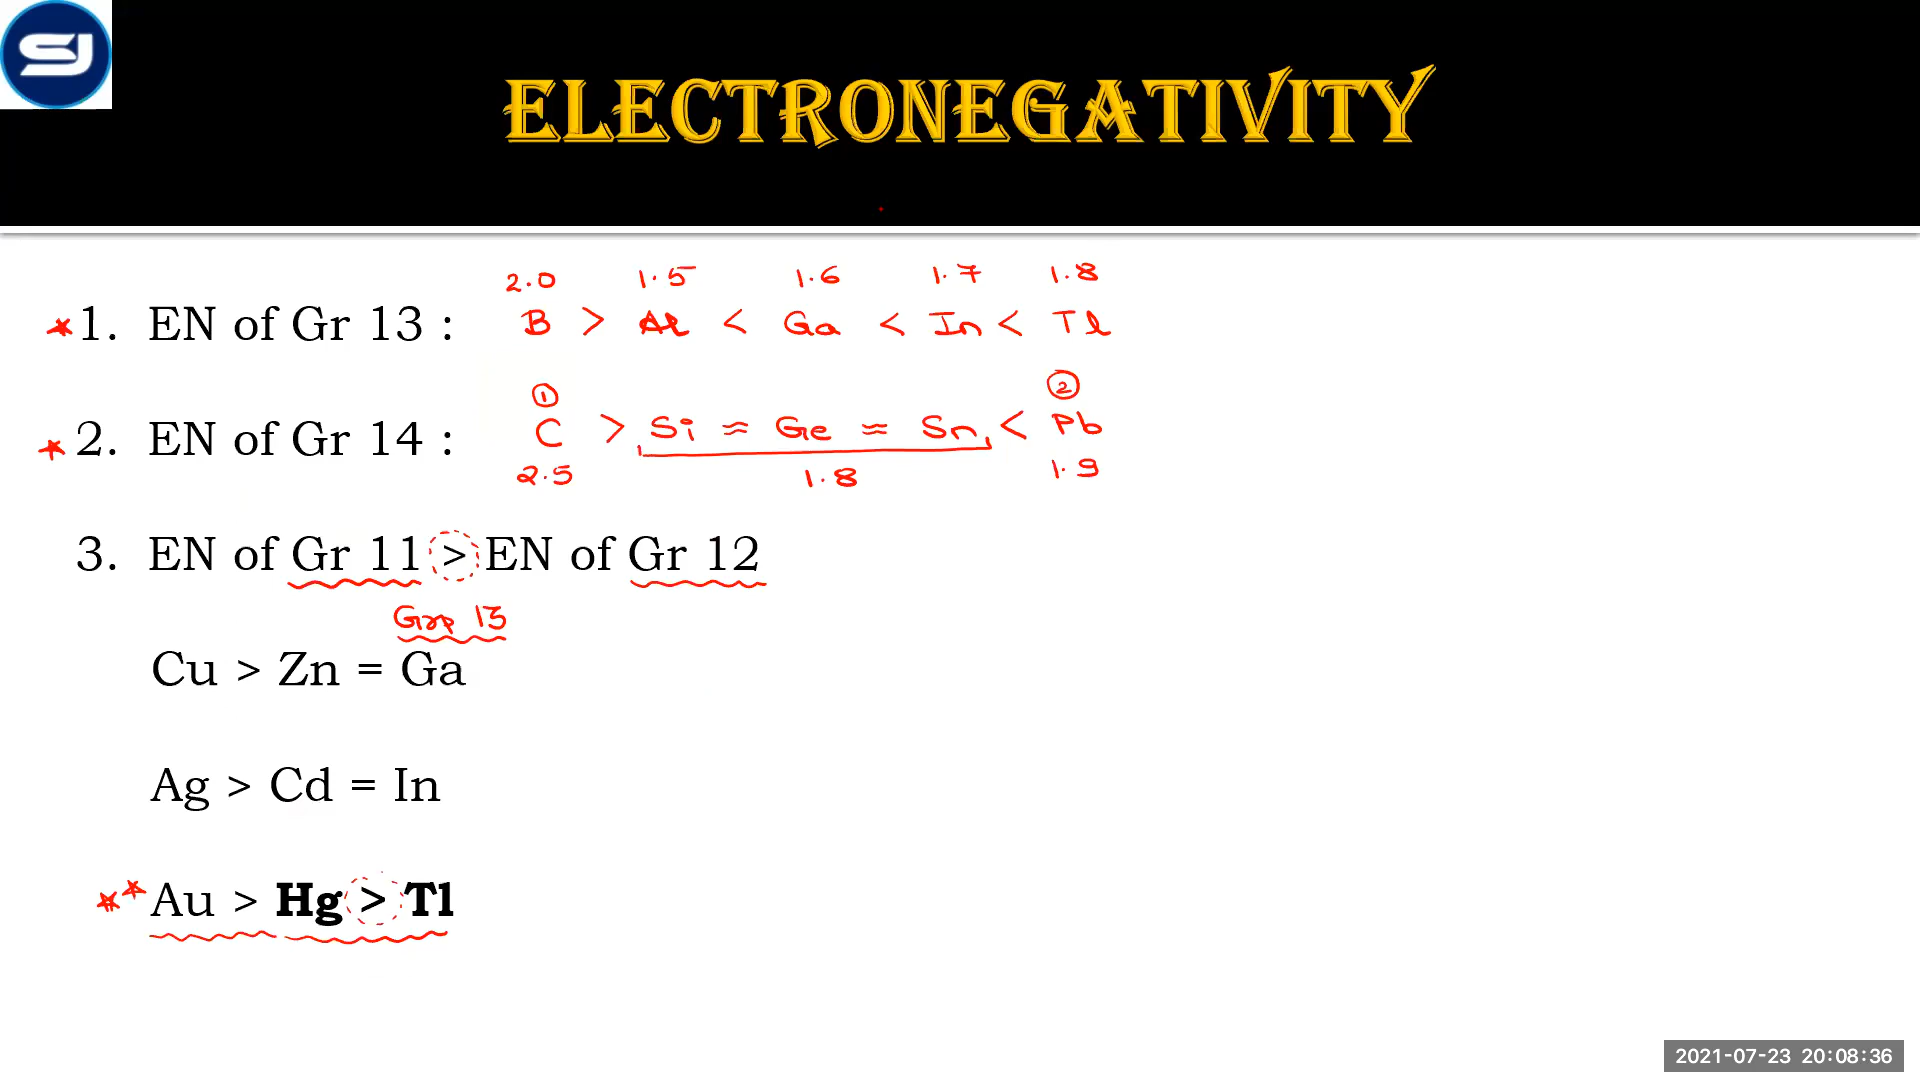 SJ
ELECTRONEGATIVITY
2.0 1.5 1.6 1.7 1.8
1. EN of Gr 13 : B > Al < Ga < In < Tl
① ②
2. EN of Gr 14 : C > Si ≈ Ge ≈ Sn < Pb
2.5 1.8 1.9
3. EN of Gr 11 > EN of Gr 12
Grp 13
Cu > Zn = Ga
Ag > Cd = In
Au > Hg > Tl
2021-07-23 20:08:36